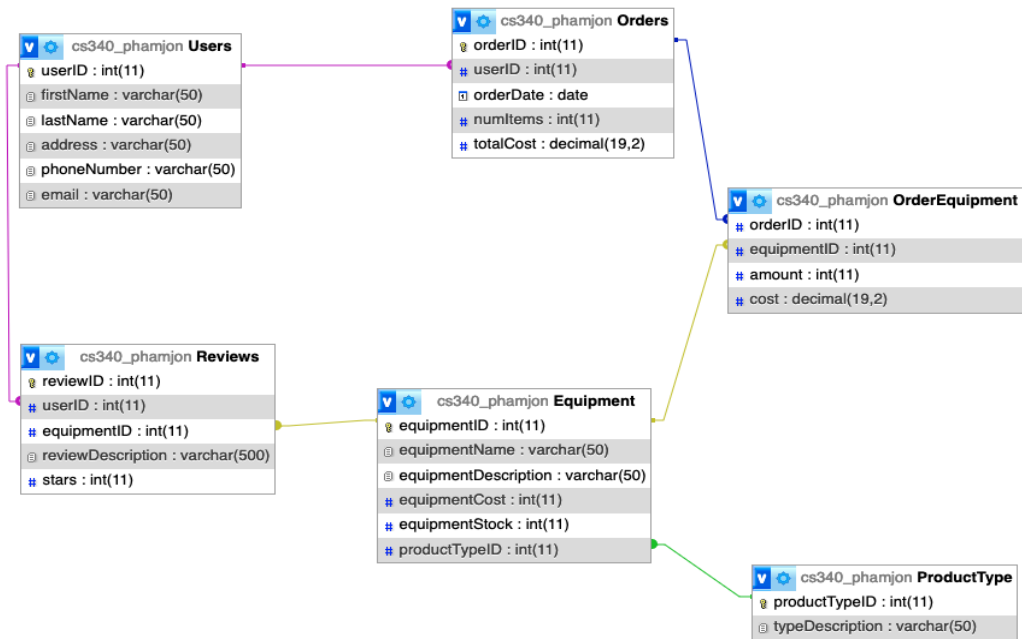 cs340_phamjon Users
userID : int(11)
firstName : varchar(50)
lastName : varchar(50)
address : varchar(50)
phoneNumber : varchar(50)
email : varchar(50)
cs340_phamjon Orders
orderID : int(11)
userID : int(11)
orderDate : date
numItems : int(11)
totalCost : decimal(19,2)
cs340_phamjon OrderEquipment
orderID : int(11)
equipmentID : int(11)
amount : int(11)
cost : decimal(19,2)
cs340_phamjon Reviews
reviewID : int(11)
userID : int(11)
equipmentID : int(11)
reviewDescription : varchar(500)
stars : int(11)
cs340_phamjon Equipment
equipmentID : int(11)
equipmentName : varchar(50)
equipmentDescription : varchar(50)
equipmentCost : int(11)
equipmentStock : int(11)
productTypeID : int(11)
cs340_phamjon ProductType
productTypeID : int(11)
typeDescription : varchar(50)